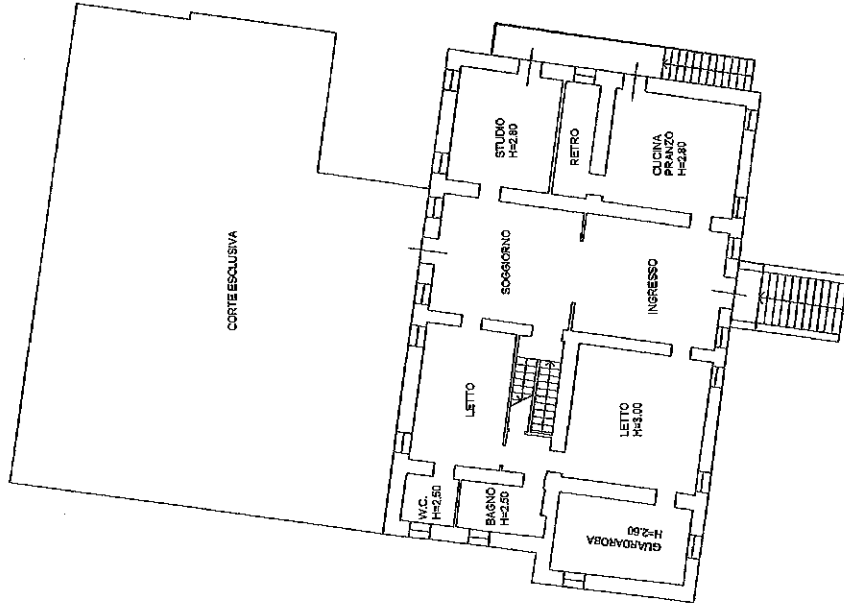 CORTE ESCLUSIVA
STUDIO
H=2.80
RETRO
CUCINA
PRANZO
H=2.80
SOGGIORNO
INGRESSO
LETTO
LETTO
H=3.00
W.C.
H=2.50
BAGNO
H=2.50
GUARDAROBA
H=2.60